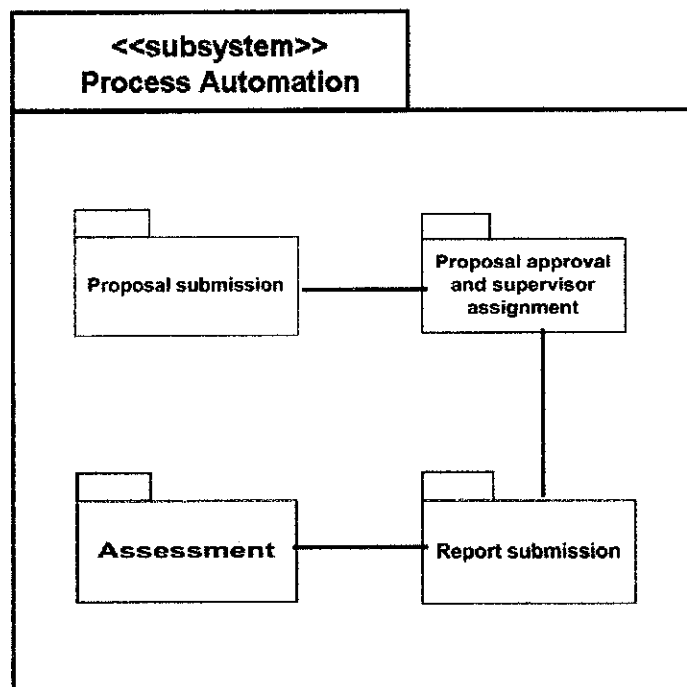 <<subsystem>>
Process Automation
Proposal submission
Proposal approval
and supervisor
assignment
Assessment
Report submission